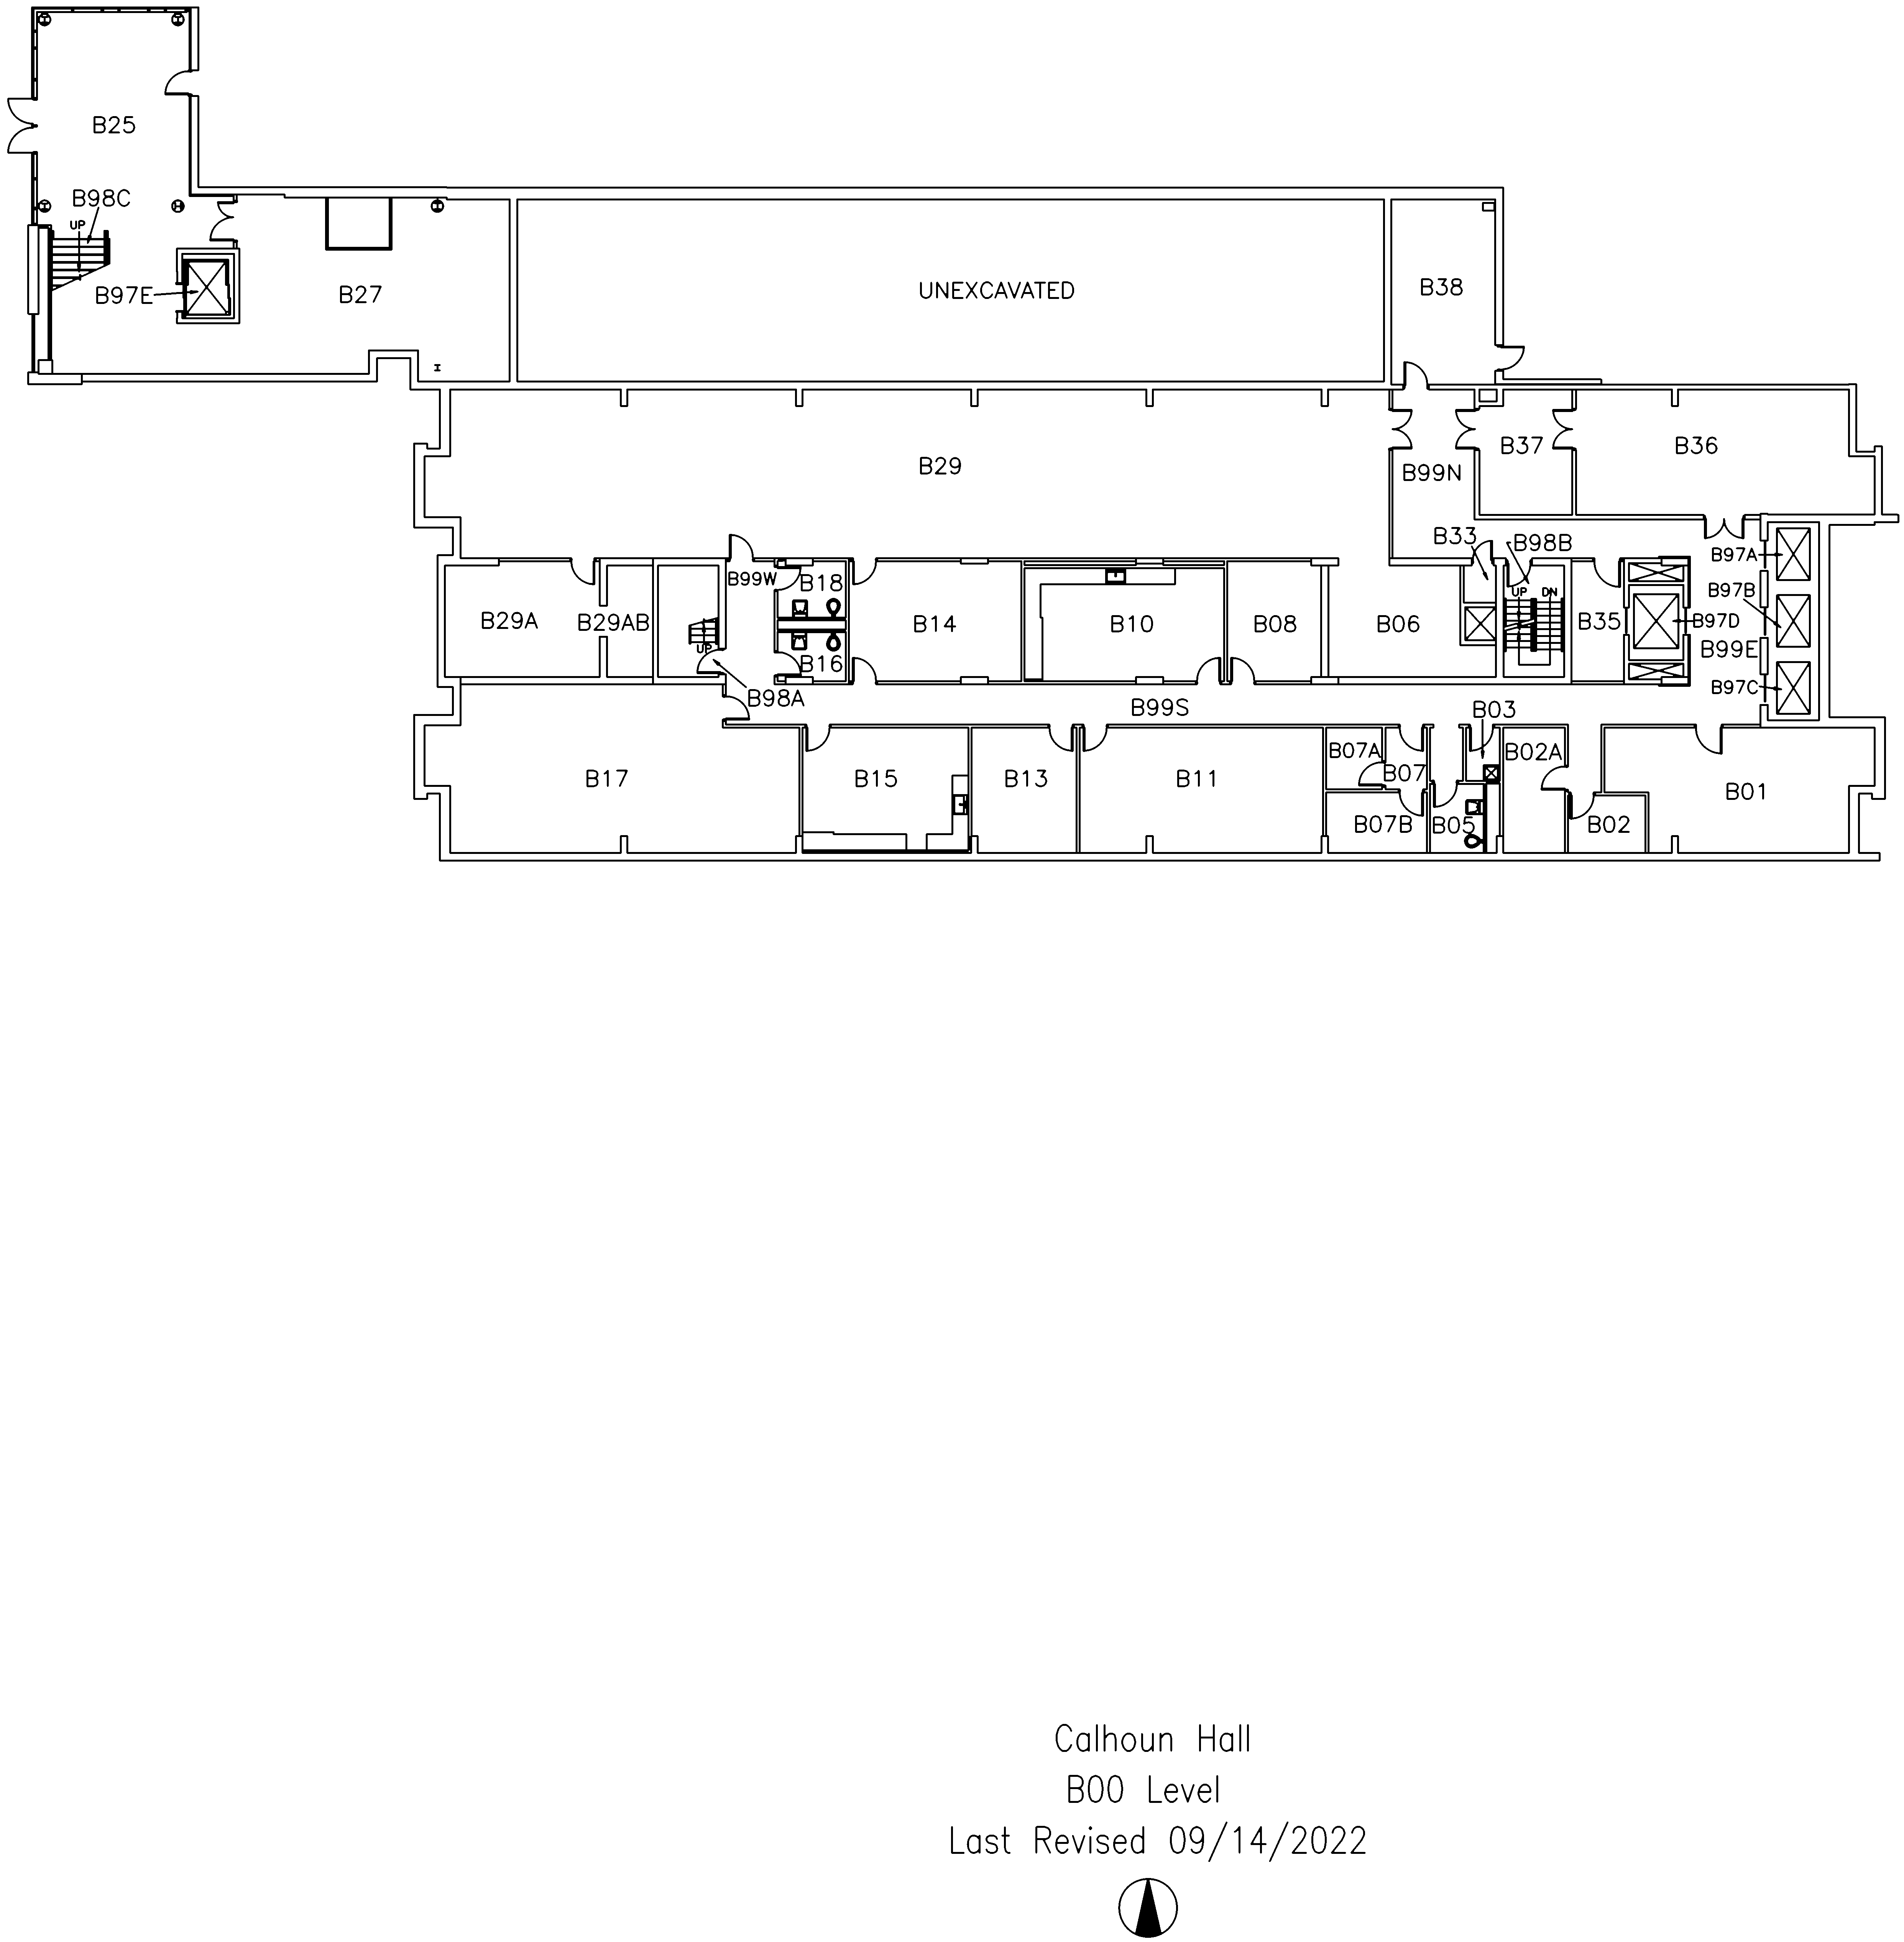 B25
B98C
UP
B97E
B27
UNEXCAVATED
B38
B29
B99N
B37
B36
B33
B98B
B97A
B99W
B18
B97B
UP
DN
B29A
B29AB
B14
B10
B08
B06
B35
B97D
UP
B16
B99E
B98A
B97C
B99S
B03
B07A
B02A
B17
B15
B13
B11
B07
B01
B07B
B05
B02
Calhoun Hall
B00 Level
Last Revised 09/14/2022